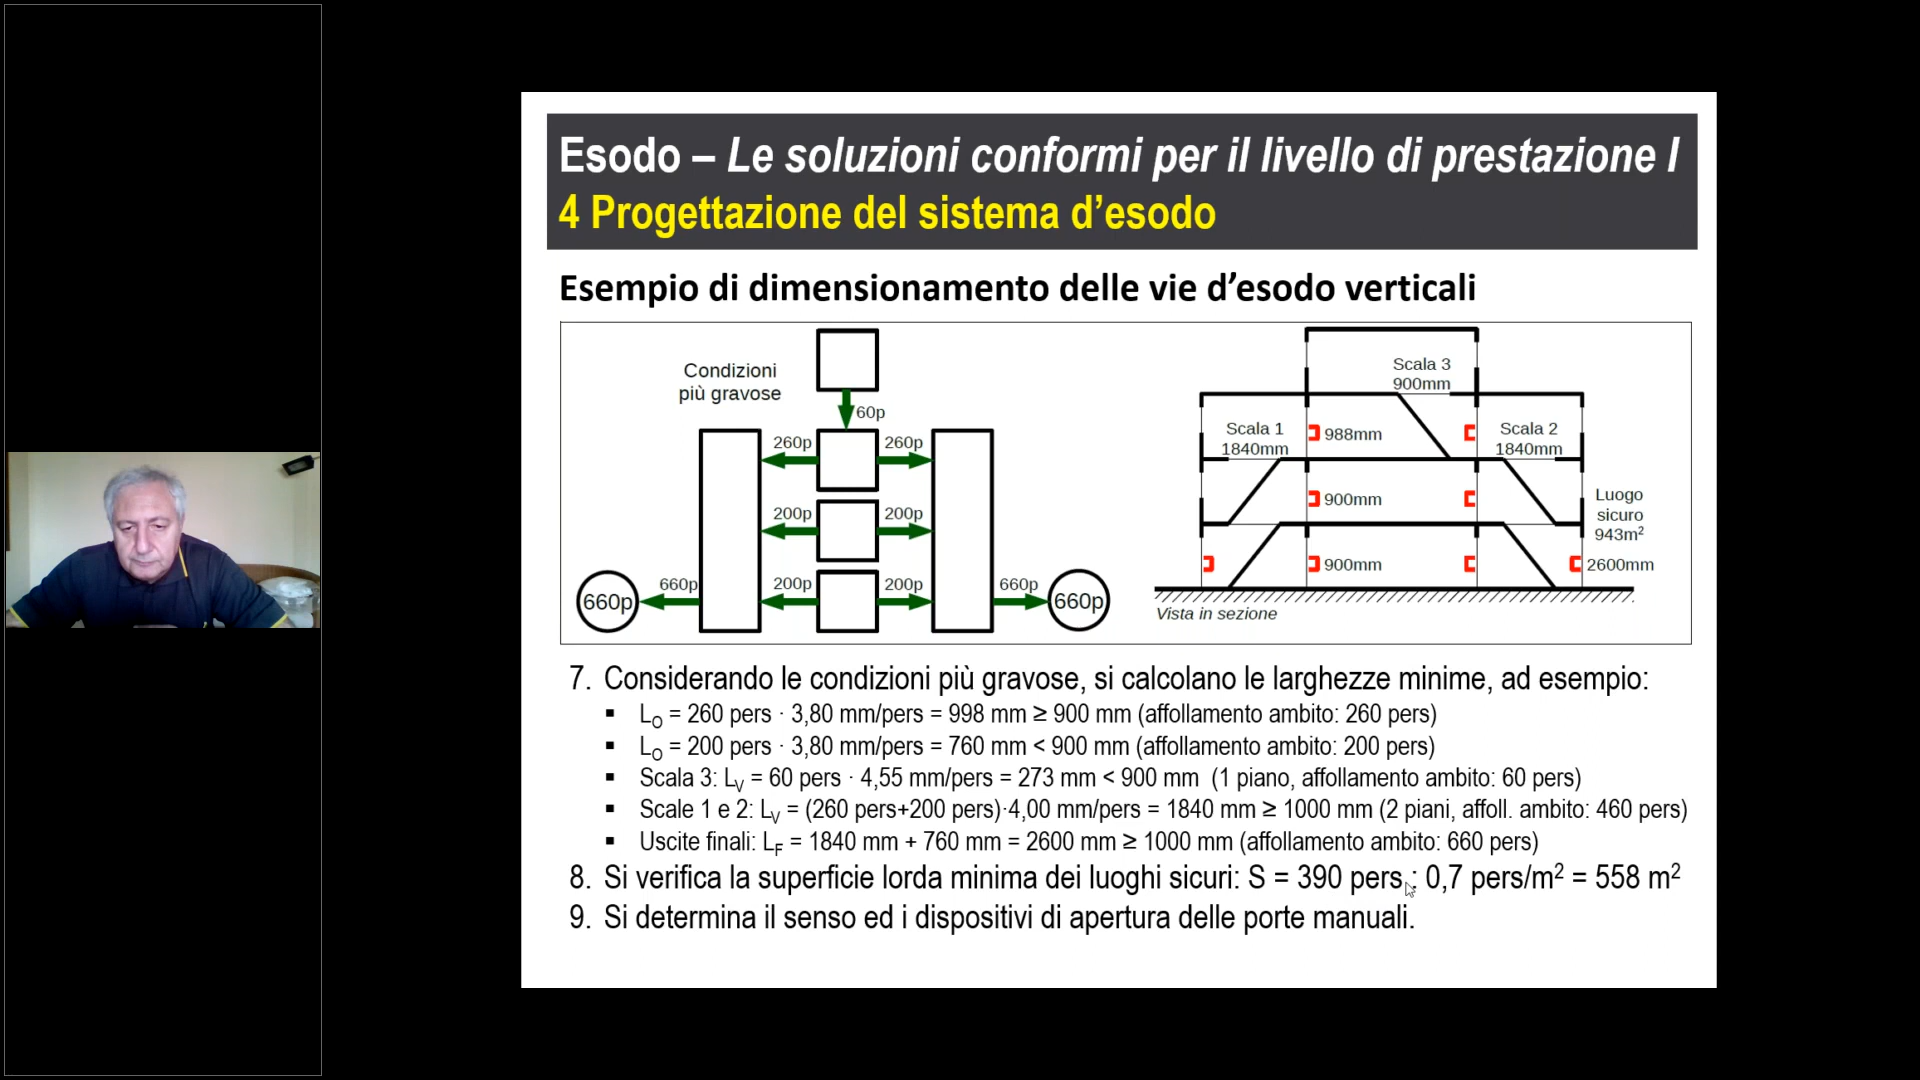 Esodo – Le soluzioni conformi per il livello di prestazione I
4 Progettazione del sistema d’esodo
Esempio di dimensionamento delle vie d’esodo verticali
Condizioni
più gravose
60p
260p
260p
200p
200p
660p
200p
200p
660p
660p
660p
Scala 3
900mm
Scala 1
1840mm
988mm
Scala 2
1840mm
900mm
Luogo
sicuro
943m²
900mm
2600mm
Vista in sezione
7. Considerando le condizioni più gravose, si calcolano le larghezze minime, ad esempio:
▪ LO = 260 pers · 3,80 mm/pers = 998 mm ≥ 900 mm (affollamento ambito: 260 pers)
▪ LO = 200 pers · 3,80 mm/pers = 760 mm < 900 mm (affollamento ambito: 200 pers)
▪ Scala 3: LV = 60 pers · 4,55 mm/pers = 273 mm < 900 mm (1 piano, affollamento ambito: 60 pers)
▪ Scale 1 e 2: LV = (260 pers+200 pers)·4,00 mm/pers = 1840 mm ≥ 1000 mm (2 piani, affoll. ambito: 460 pers)
▪ Uscite finali: LF = 1840 mm + 760 mm = 2600 mm ≥ 1000 mm (affollamento ambito: 660 pers)
8. Si verifica la superficie lorda minima dei luoghi sicuri: S = 390 pers : 0,7 pers/m² = 558 m²
9. Si determina il senso ed i dispositivi di apertura delle porte manuali.